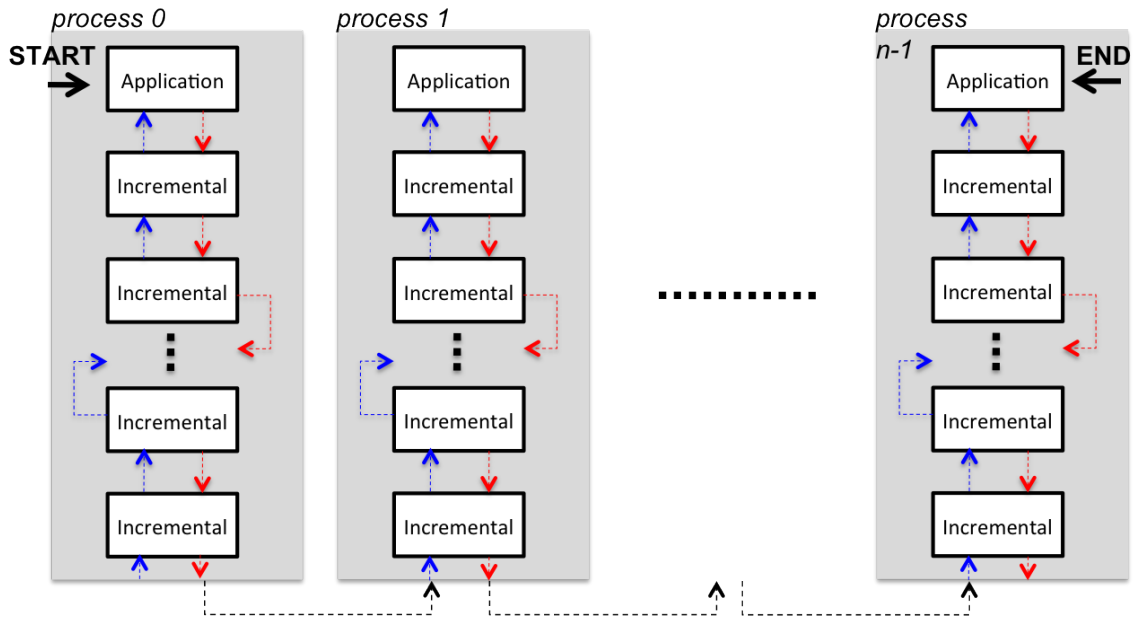 process 0
START
Application
Incremental
Incremental
Incremental
Incremental
process 1
Application
Incremental
Incremental
Incremental
Incremental
process
n-1
END
Application
Incremental
Incremental
Incremental
Incremental